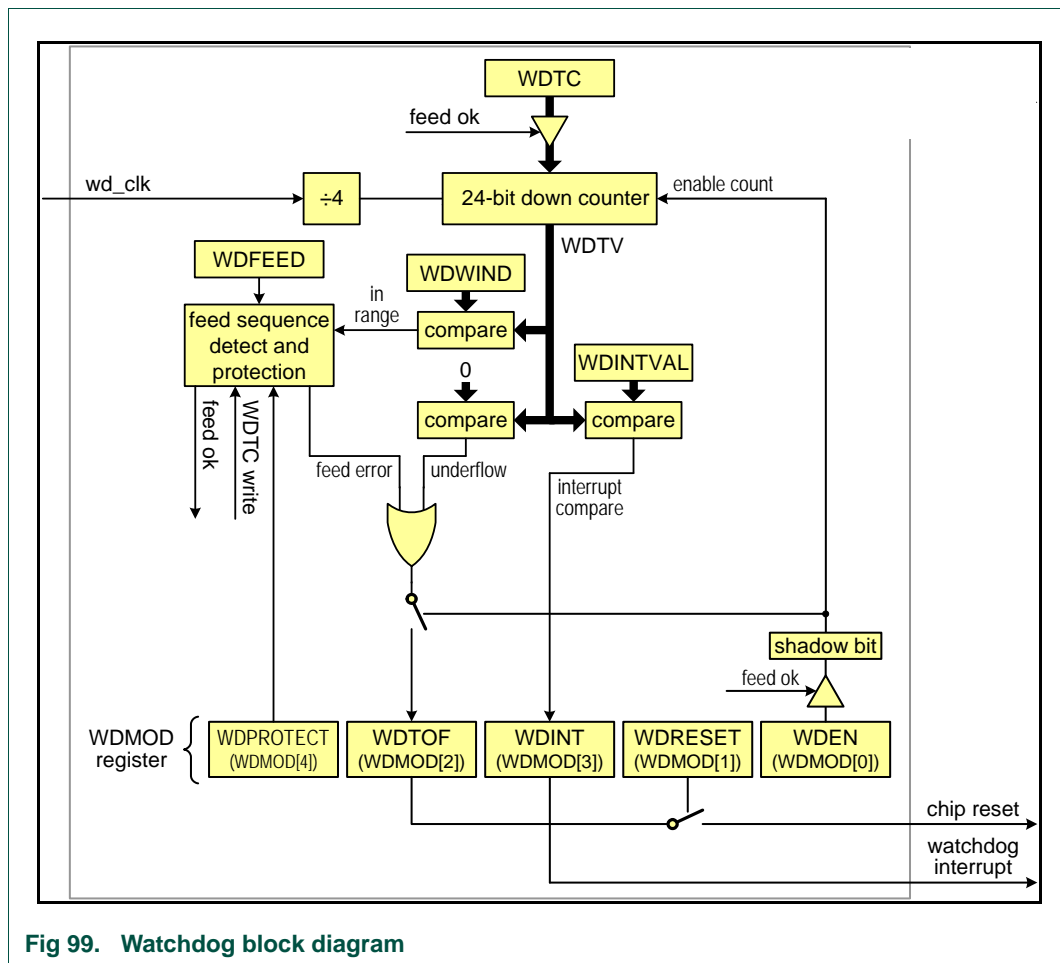 WDTC
feed ok
wd_clk
÷4
24-bit down counter
enable count
WDTV
WDFEED
WDWIND
in
range
feed sequence
detect and
protection
compare
0
WDINTVAL
compare
compare
feed ok
WDTC write
feed error
underflow
interrupt
compare
shadow bit
feed ok
WDMOD
register
WDPROTECT
(WDMOD[4])
WDTOF
(WDMOD[2])
WDINT
(WDMOD[3])
WDRESET
(WDMOD[1])
WDEN
(WDMOD[0])
chip reset
watchdog
interrupt
Fig 99. Watchdog block diagram